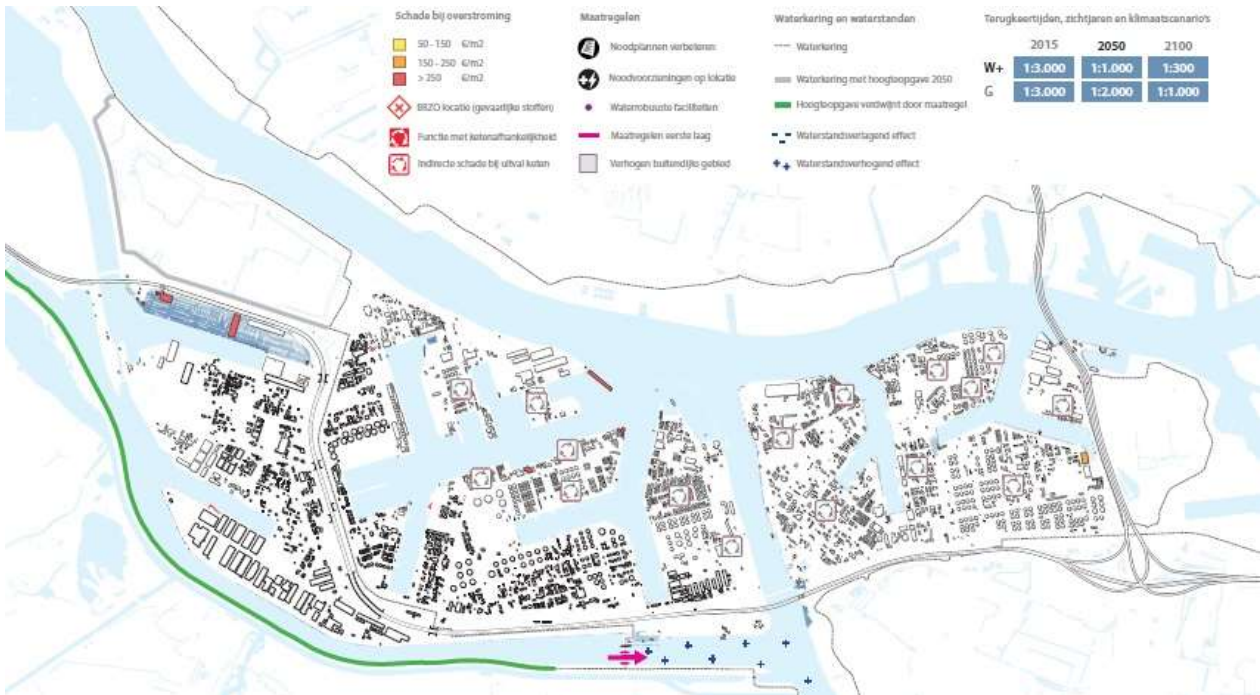 Schade bij overstroming
50 - 150 €/m2
150 - 250 €/m2
> 250 €/m2
BRZO locatie (gevaarlijke stoffen)
Functie met ketenafhankelijkheid
Indirecte schade bij uitval keten
Maatregelen
Noodplannen verbeteren
Noodvoorzieningen op lokatie
Waterrobuuste faciliteiten
Maatregelen eerste laag
Verhogen buitendijks gebied
Waterkering en waterstanden
Waterkering
Waterkering met hoogteopgave 2050
Hoogteopgave verdwijnt door maatregel
Waterstandsverlagend effect
Waterstandsverhogend effect
Terugkeertijden, zichtjaren en klimaatscenario's
2015 2050 2100
W+ 1:3.000 1:1.000 1:300
G 1:3.000 1:2.000 1:1.000